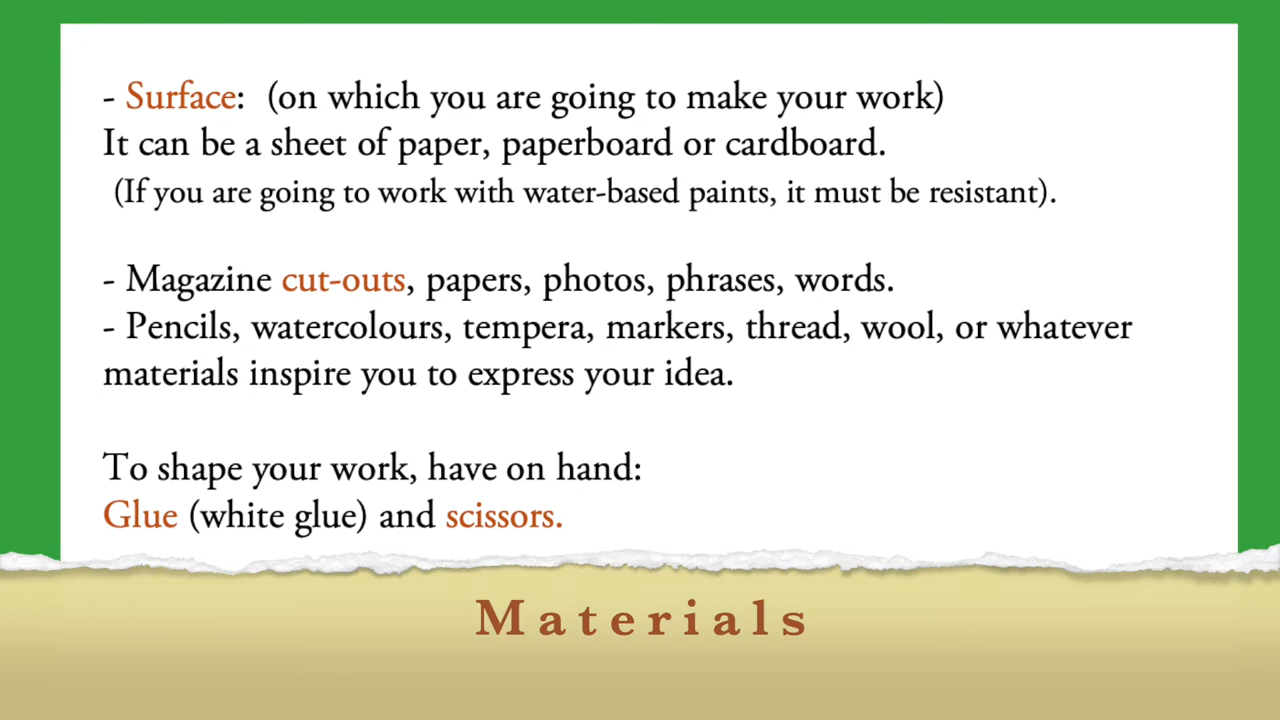 - Surface: (on which you are going to make your work)
It can be a sheet of paper, paperboard or cardboard.
(If you are going to work with water-based paints, it must be resistant).
- Magazine cut-outs, papers, photos, phrases, words.
- Pencils, watercolours, tempera, markers, thread, wool, or whatever
materials inspire you to express your idea.
To shape your work, have on hand:
Glue (white glue) and scissors.
Materials